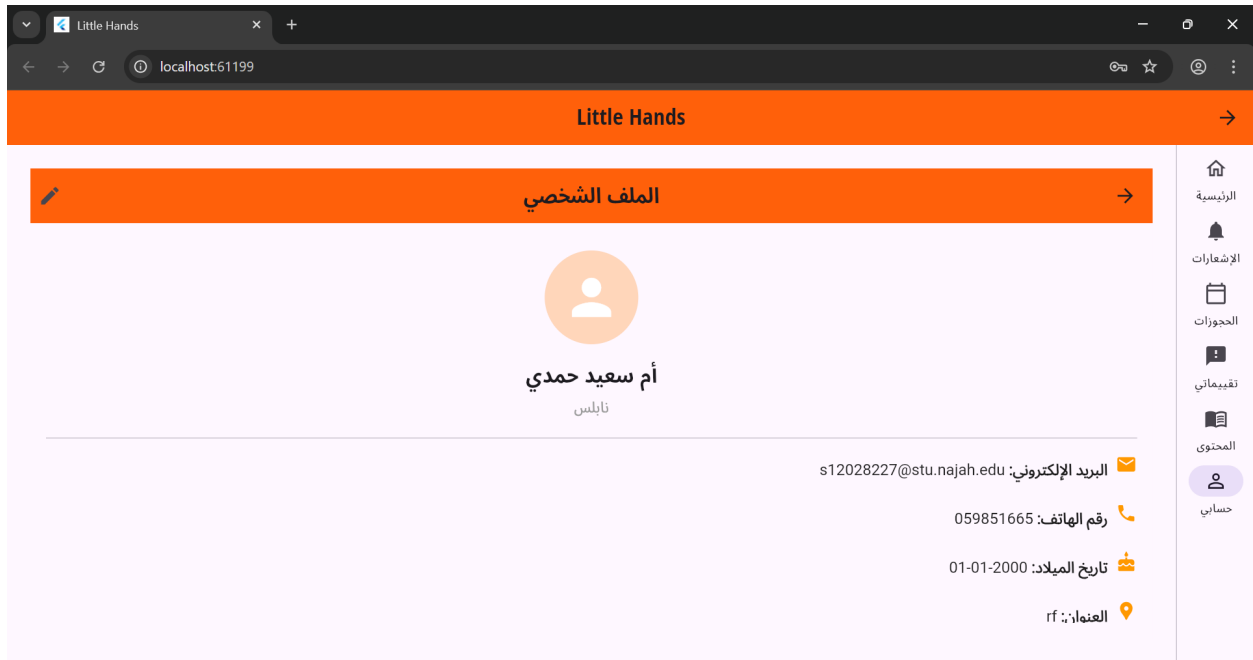 Little Hands
localhost:61199
Little Hands
الملف الشخصي
أم سعيد حمدي
نابلس
البريد الإلكتروني: s12028227@stu.najah.edu
رقم الهاتف: 059851665
تاريخ الميلاد: 01-01-2000
العنوان: rf
الرئيسية
الإشعارات
الحجوزات
تقييماتي
المحتوى
حسابي